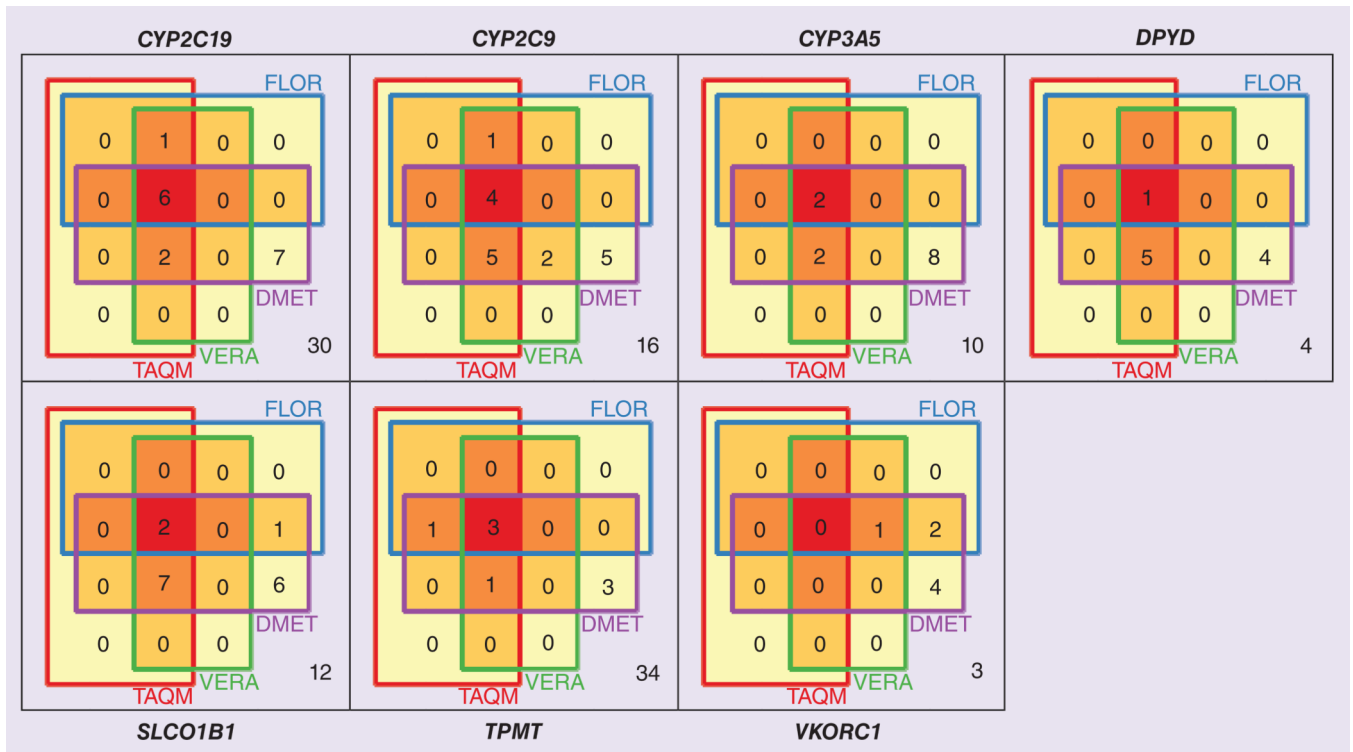 CYP2C19 CYP2C9 CYP3A5 DPYD
FLOR FLOR FLOR FLOR
0 1 0 0 0 1 0 0 0 0 0 0 0 0 0 0
0 6 0 0 0 4 0 0 0 2 0 0 0 1 0 0
0 2 0 7 0 5 2 5 0 2 0 8 0 5 0 4
DMET DMET DMET DMET
0 0 0 0 0 0 0 0 0 0 0 0
30 16 10 4
VERA VERA VERA VERA
TAQM TAQM TAQM TAQM
FLOR FLOR FLOR
0 0 0 0 0 0 0 0 0 0 0 0
0 2 0 1 1 3 0 0 0 0 1 2
0 7 0 6 0 1 0 3 0 0 0 4
DMET DMET DMET
0 0 0 0 0 0 0 0 0
12 34 3
VERA VERA VERA
TAQM TAQM TAQM
SLCO1B1 TPMT VKORC1